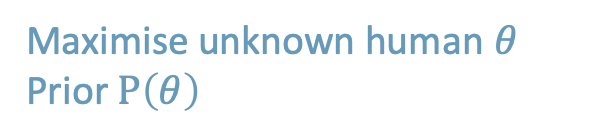 Maximise unknown human θ
Prior P(θ)